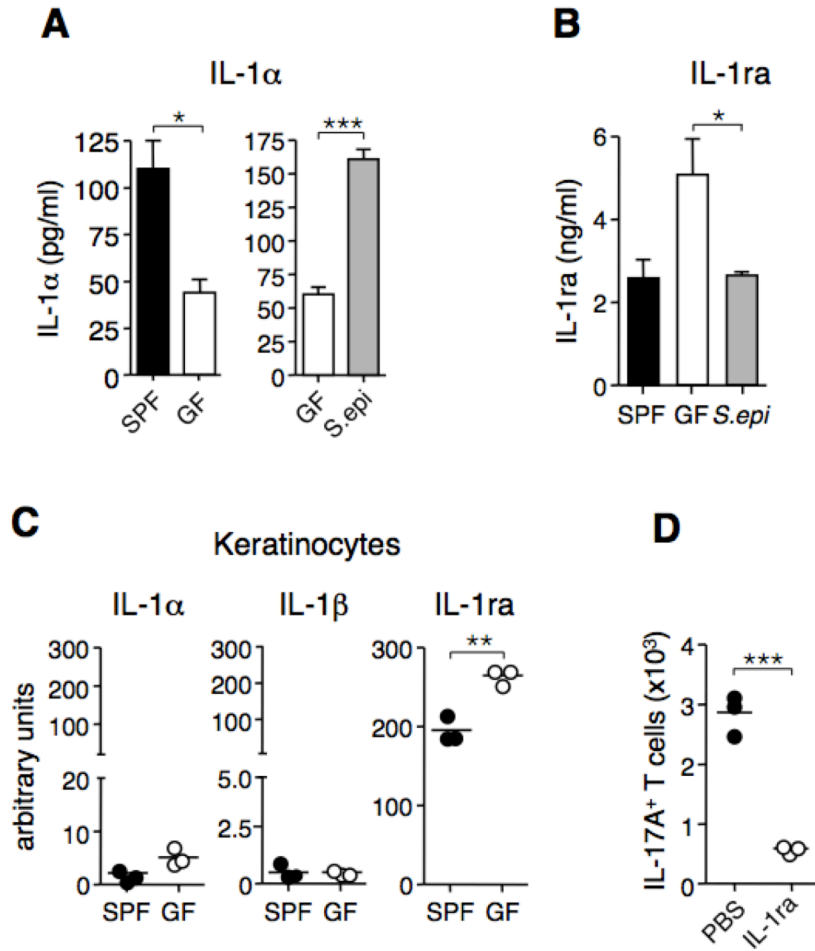 A
IL-1α
IL-1α (pg/ml)
125
100
75
50
25
0
*
SPF
GF
175
150
125
100
75
50
25
0
***
GF
S.epi
B
IL-1ra
IL-1ra (ng/ml)
6
4
2
0
*
SPF GF S.epi
C
Keratinocytes
arbitrary units
IL-1α
300
200
100
20
10
0
SPF GF
IL-1β
300
200
100
5.0
2.5
0
SPF GF
IL-1ra
300
200
100
0
**
SPF GF
D
IL-17A+ T cells (x10³)
4
3
2
1
0
***
PBS
IL-1ra